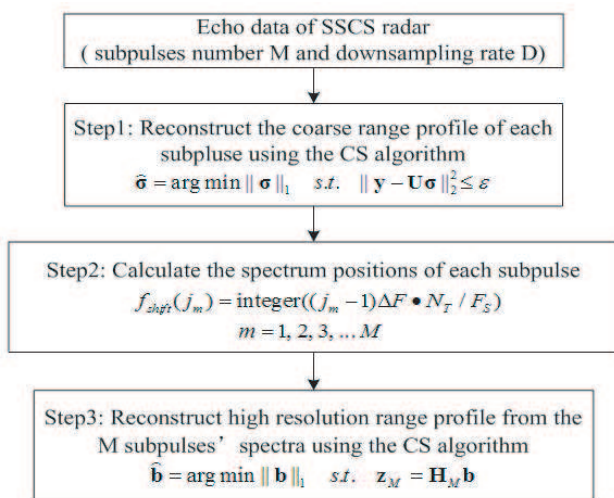 Echo data of SSCS radar
( subpulses number M and downsampling rate D)
Step1: Reconstruct the coarse range profile of each
subpluse using the CS algorithm
σ̂ = arg min || σ ||₁ s.t. || y − Uσ ||₂² ≤ ε
Step2: Calculate the spectrum positions of each subpulse
f_shift(j_m) = integer((j_m −1)ΔF • N_T / F_S)
m = 1, 2, 3, ... M
Step3: Reconstruct high resolution range profile from the
M subpulses' spectra using the CS algorithm
b̂ = arg min || b ||₁ s.t. z_M = H_M b